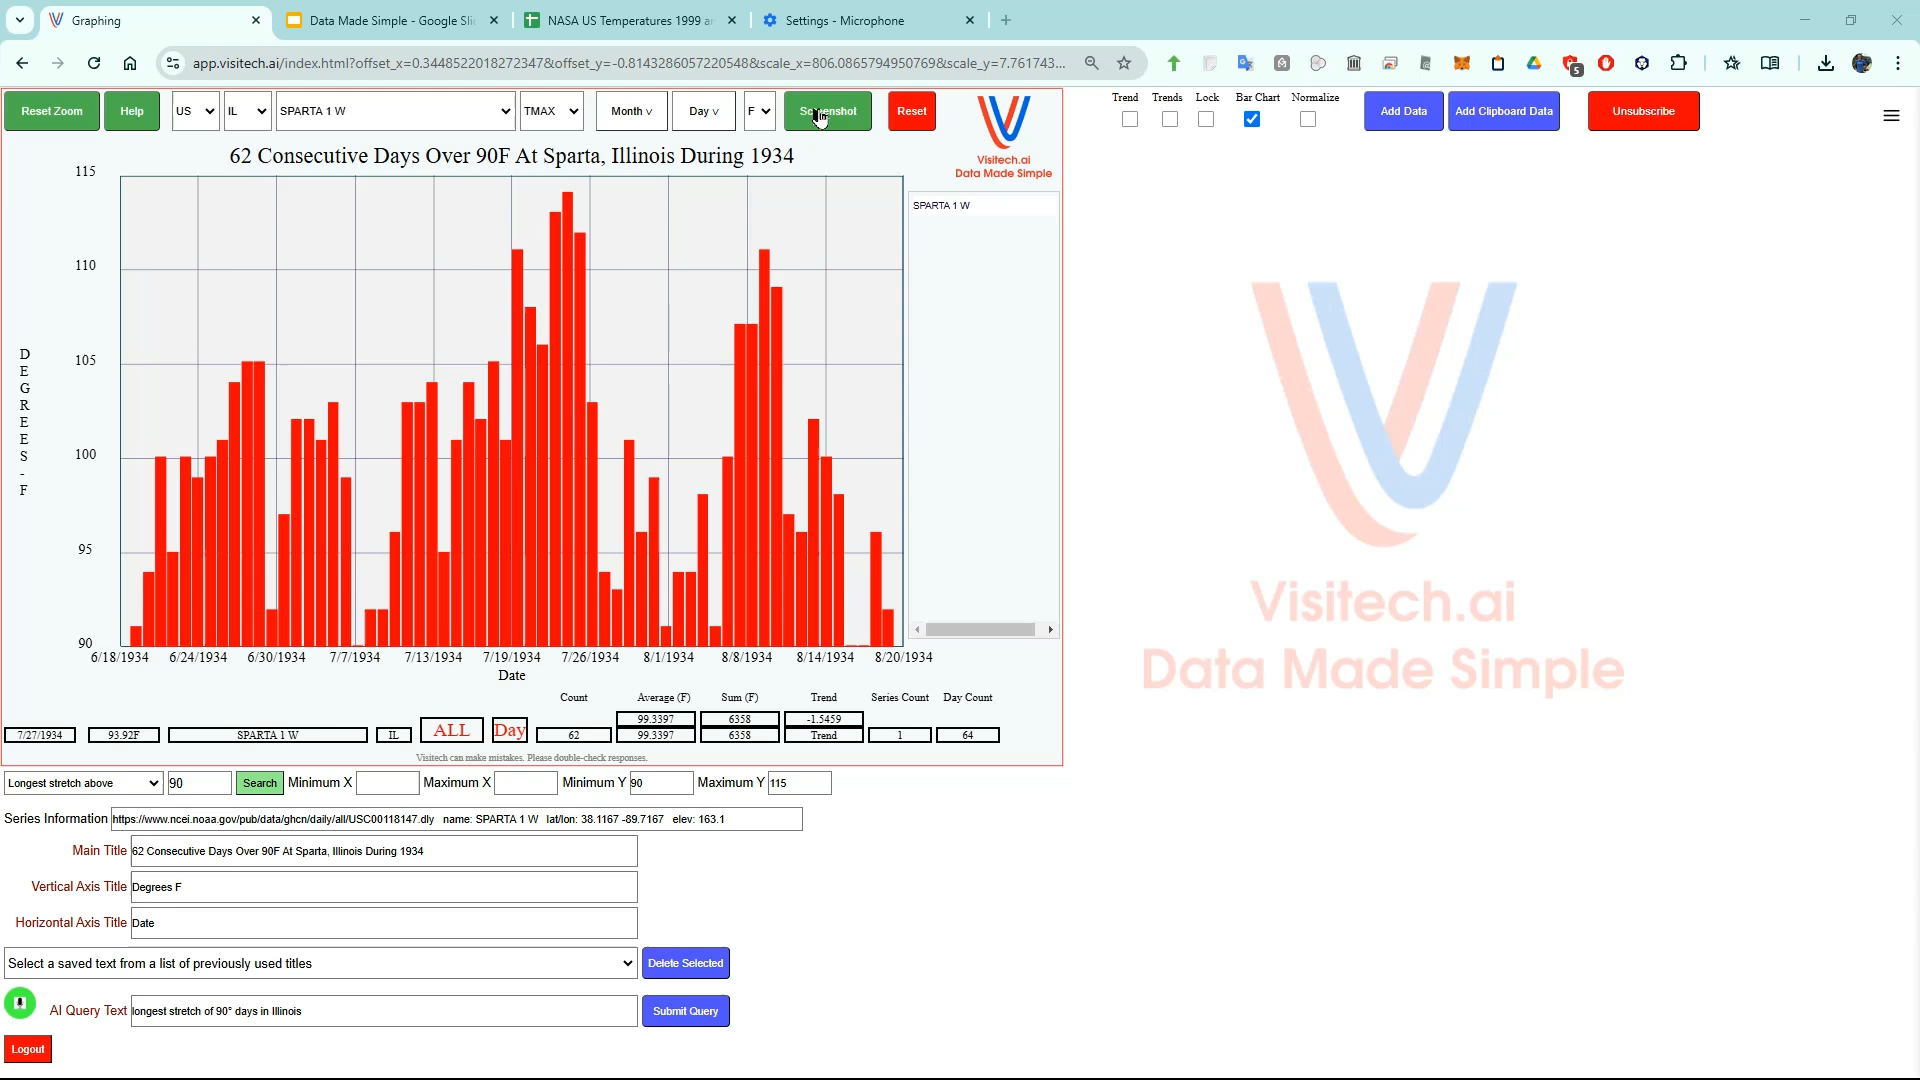 Graphing
Data Made Simple - Google Sli
NASA US Temperatures 1999 a
Settings - Microphone
app.visitech.ai/index.html?offset_x=0.3448522018272347&offset_y=-0.8143286057220548&scale_x=806.0865794950769&scale_y=7.761743...
5
Reset Zoom
Help
US
IL
SPARTA 1 W
TMAX
Month v
Day v
F
Screenshot
Reset
Trend
Trends
Lock
Bar Chart
Normalize
Add Data
Add Clipboard Data
Unsubscribe
62 Consecutive Days Over 90F At Sparta, Illinois During 1934
Visitech.ai
Data Made Simple
SPARTA 1 W
115
110
105
100
95
90
DEGREES-F
6/18/1934 6/24/1934 6/30/1934 7/7/1934 7/13/1934 7/19/1934 7/26/1934 8/1/1934 8/8/1934 8/14/1934 8/20/1934
Date
Visitech.ai
Data Made Simple
Count Average (F) Sum (F) Trend Series Count Day Count
99.3397 6358 -1.5459
7/27/1934 93.92F SPARTA 1 W IL ALL Day 62 99.3397 6358 Trend 1 64
Visitech can make mistakes. Please double-check responses.
Longest stretch above 90 Search Minimum X Maximum X Minimum Y 90 Maximum Y 115
Series Information https://www.ncei.noaa.gov/pub/data/ghcn/daily/all/USC00118147.dly name: SPARTA 1 W lat/lon: 38.1167 -89.7167 elev: 163.1
Main Title 62 Consecutive Days Over 90F At Sparta, Illinois During 1934
Vertical Axis Title Degrees F
Horizontal Axis Title Date
Select a saved text from a list of previously used titles Delete Selected
AI Query Text longest stretch of 90° days in Illinois Submit Query
Logout